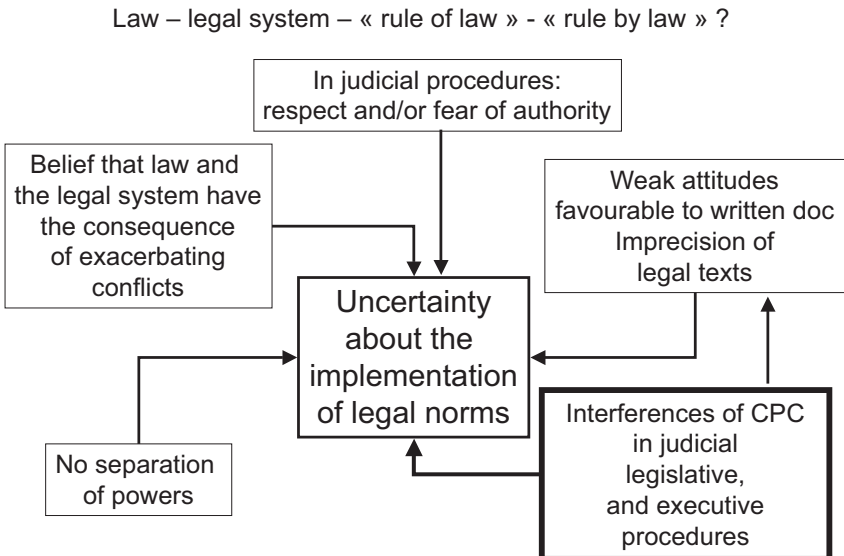 Law – legal system – « rule of law » - « rule by law » ?
In judicial procedures:
respect and/or fear of authority
Belief that law and
the legal system have
the consequence
of exacerbating
conflicts
Weak attitudes
favourable to written doc
Imprecision of
legal texts
Uncertainty
about the
implementation
of legal norms
No separation
of powers
Interferences of CPC
in judicial
legislative,
and executive
procedures